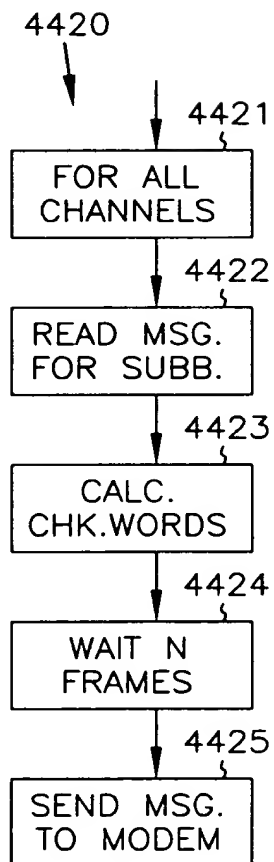 4420
4421
FOR ALL
CHANNELS
4422
READ MSG.
FOR SUBB.
4423
CALC.
CHK.WORDS
4424
WAIT N
FRAMES
4425
SEND MSG.
TO MODEM